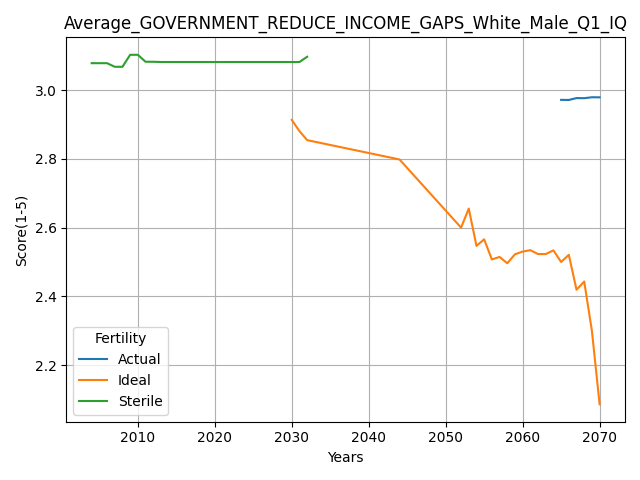 Average_GOVERNMENT_REDUCE_INCOME_GAPS_White_Male_Q1_IQ
3.0
2.8
2.6
2.4
2.2
Score(1-5)
Fertility
Actual
Ideal
Sterile
2010 2020 2030 2040 2050 2060 2070
Years